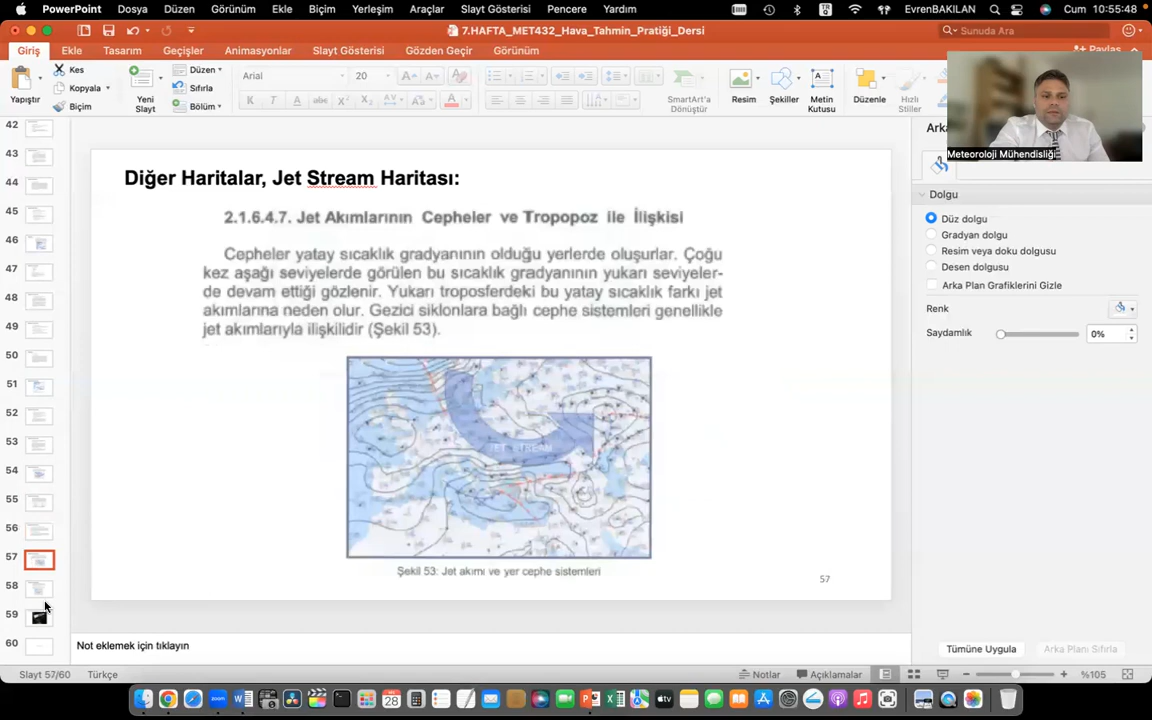 PowerPoint Dosya Düzen Görünüm Ekle Biçim Yerleşim Araçlar Slayt Gösterisi Pencere Yardım EvrenBAKILAN Cum 10:55:48
7.HAFTA_MET432_Hava_Tahmin_Pratiği_Dersi
Sunuda Ara
Giriş Ekle Tasarım Geçişler Animasyonlar Slayt Gösterisi Gözden Geçir Görünüm Paylaş
Yapıştır
Kes
Kopyala
Biçim
Yeni Slayt
Düzen
Sıfırla
Bölüm
Arial 20
SmartArt'a Dönüştür
Resim
Şekiller
Metin Kutusu
Düzenle
Hızlı Stiller
Meteoroloji Mühendisliği
42
43
44
45
46
47
48
49
50
51
52
53
54
55
56
57
58
59
60
Diğer Haritalar, Jet Stream Haritası:
2.1.6.4.7. Jet Akımlarının Cepheler ve Tropopoz ile İlişkisi
Cepheler yatay sıcaklık gradyanının olduğu yerlerde oluşurlar. Çoğu
kez aşağı seviyelerde görülen bu sıcaklık gradyanının yukarı seviyeler-
de devam ettiği gözlenir. Yukarı troposferdeki bu yatay sıcaklık farkı jet
akımlarına neden olur. Gezici siklonlara bağlı cephe sistemleri genellikle
jet akımlarıyla ilişkilidir (Şekil 53).
JET STREAM
Şekil 53: Jet akımı ve yer cephe sistemleri
57
Dolgu
Düz dolgu
Gradyan dolgu
Resim veya doku dolgusu
Desen dolgusu
Arka Plan Grafiklerini Gizle
Renk
Saydamlık 0%
Tümüne Uygula Arka Planı Sıfırla
Not eklemek için tıklayın
Slayt 57/60 Türkçe Notlar Açıklamalar %105